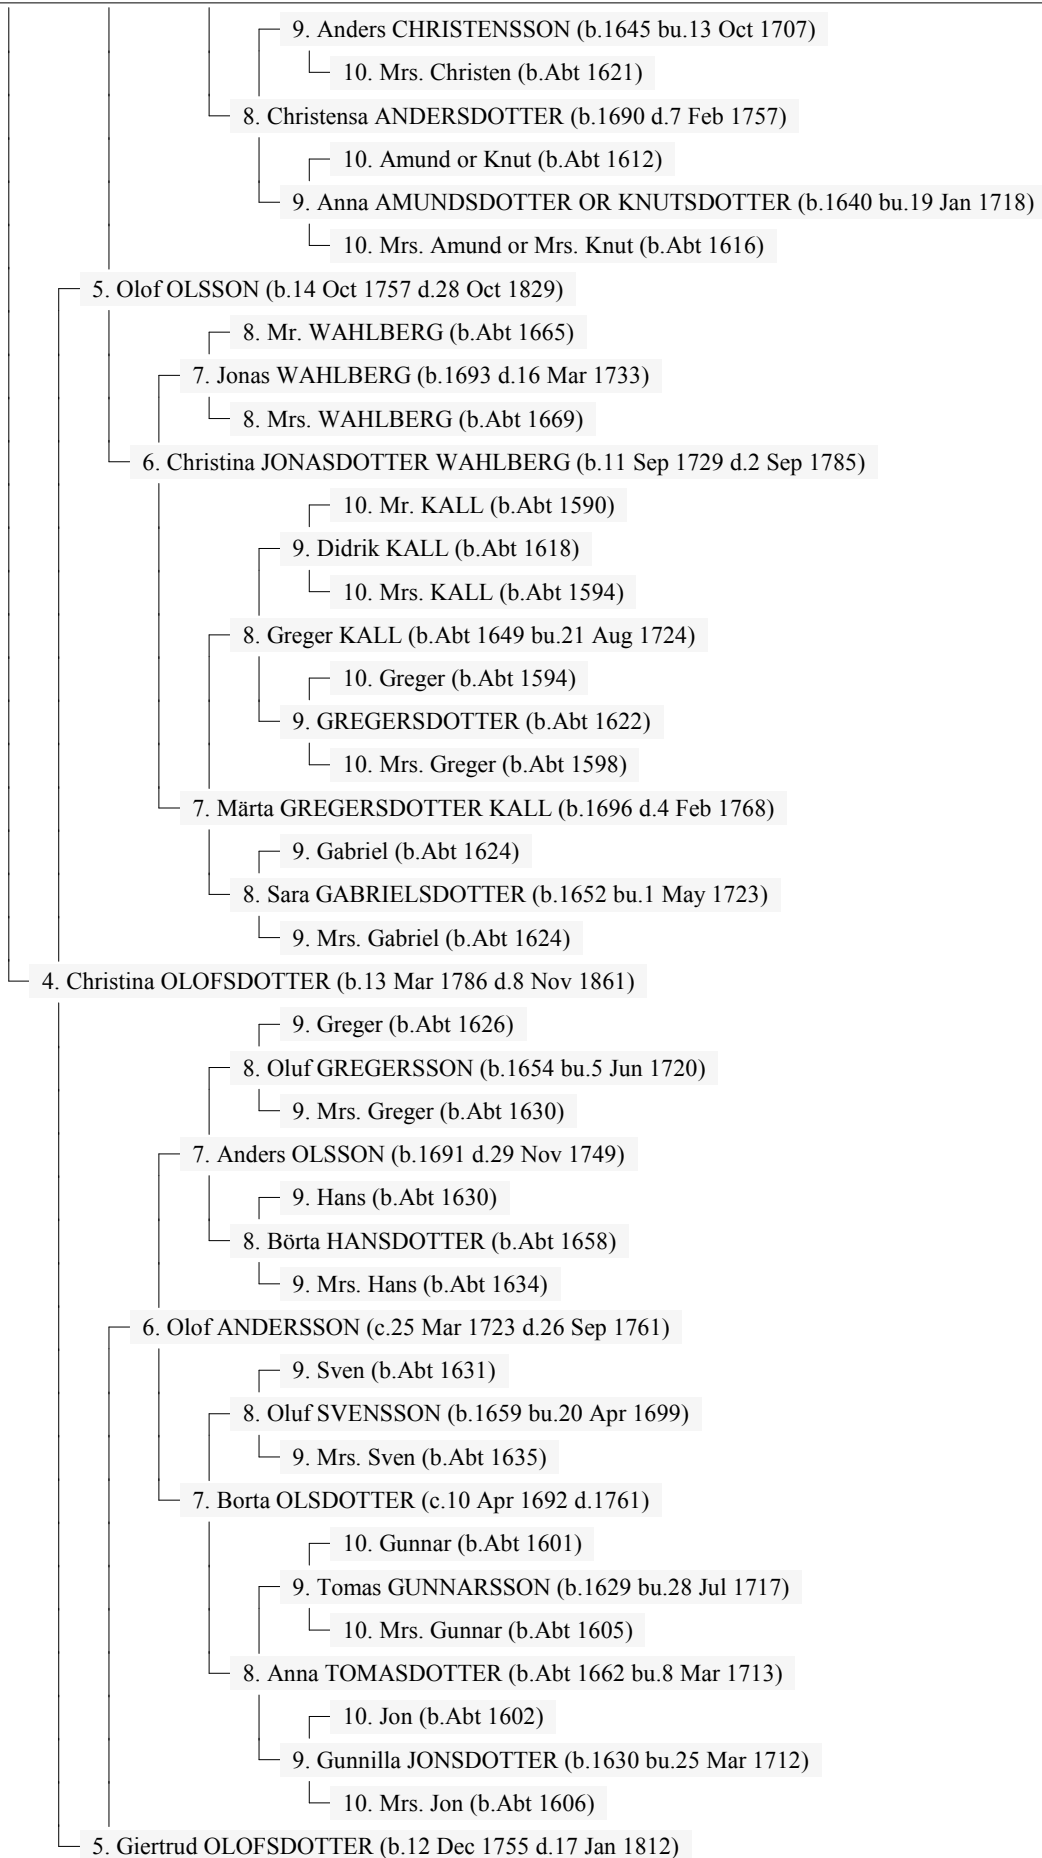 9. Anders CHRISTENSSON (b.1645 bu.13 Oct 1707)
10. Mrs. Christen (b.Abt 1621)
8. Christensa ANDERSDOTTER (b.1690 d.7 Feb 1757)
10. Amund or Knut (b.Abt 1612)
9. Anna AMUNDSDOTTER OR KNUTSDOTTER (b.1640 bu.19 Jan 1718)
10. Mrs. Amund or Mrs. Knut (b.Abt 1616)
5. Olof OLSSON (b.14 Oct 1757 d.28 Oct 1829)
8. Mr. WAHLBERG (b.Abt 1665)
7. Jonas WAHLBERG (b.1693 d.16 Mar 1733)
8. Mrs. WAHLBERG (b.Abt 1669)
6. Christina JONASDOTTER WAHLBERG (b.11 Sep 1729 d.2 Sep 1785)
10. Mr. KALL (b.Abt 1590)
9. Didrik KALL (b.Abt 1618)
10. Mrs. KALL (b.Abt 1594)
8. Greger KALL (b.Abt 1649 bu.21 Aug 1724)
10. Greger (b.Abt 1594)
9. GREGERSDOTTER (b.Abt 1622)
10. Mrs. Greger (b.Abt 1598)
7. Märta GREGERSDOTTER KALL (b.1696 d.4 Feb 1768)
9. Gabriel (b.Abt 1624)
8. Sara GABRIELSDOTTER (b.1652 bu.1 May 1723)
9. Mrs. Gabriel (b.Abt 1624)
4. Christina OLOFSDOTTER (b.13 Mar 1786 d.8 Nov 1861)
9. Greger (b.Abt 1626)
8. Oluf GREGERSSON (b.1654 bu.5 Jun 1720)
9. Mrs. Greger (b.Abt 1630)
7. Anders OLSSON (b.1691 d.29 Nov 1749)
9. Hans (b.Abt 1630)
8. Börta HANSDOTTER (b.Abt 1658)
9. Mrs. Hans (b.Abt 1634)
6. Olof ANDERSSON (c.25 Mar 1723 d.26 Sep 1761)
9. Sven (b.Abt 1631)
8. Oluf SVENSSON (b.1659 bu.20 Apr 1699)
9. Mrs. Sven (b.Abt 1635)
7. Borta OLSDOTTER (c.10 Apr 1692 d.1761)
10. Gunnar (b.Abt 1601)
9. Tomas GUNNARSSON (b.1629 bu.28 Jul 1717)
10. Mrs. Gunnar (b.Abt 1605)
8. Anna TOMASDOTTER (b.Abt 1662 bu.8 Mar 1713)
10. Jon (b.Abt 1602)
9. Gunnilla JONSDOTTER (b.1630 bu.25 Mar 1712)
10. Mrs. Jon (b.Abt 1606)
5. Giertrud OLOFSDOTTER (b.12 Dec 1755 d.17 Jan 1812)